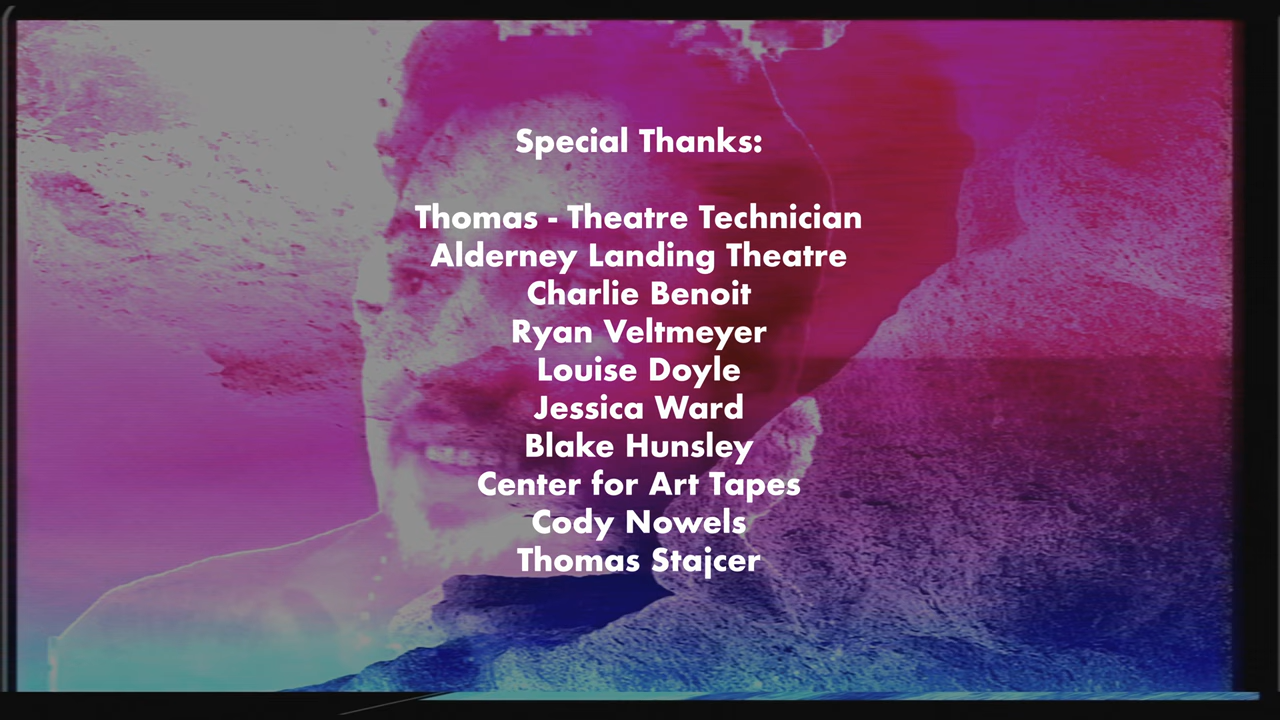 Special Thanks:
Thomas - Theatre Technician
Alderney Landing Theatre
Charlie Benoit
Ryan Veltmeyer
Louise Doyle
Jessica Ward
Blake Hunsley
Center for Art Tapes
Cody Nowels
Thomas Stajcer